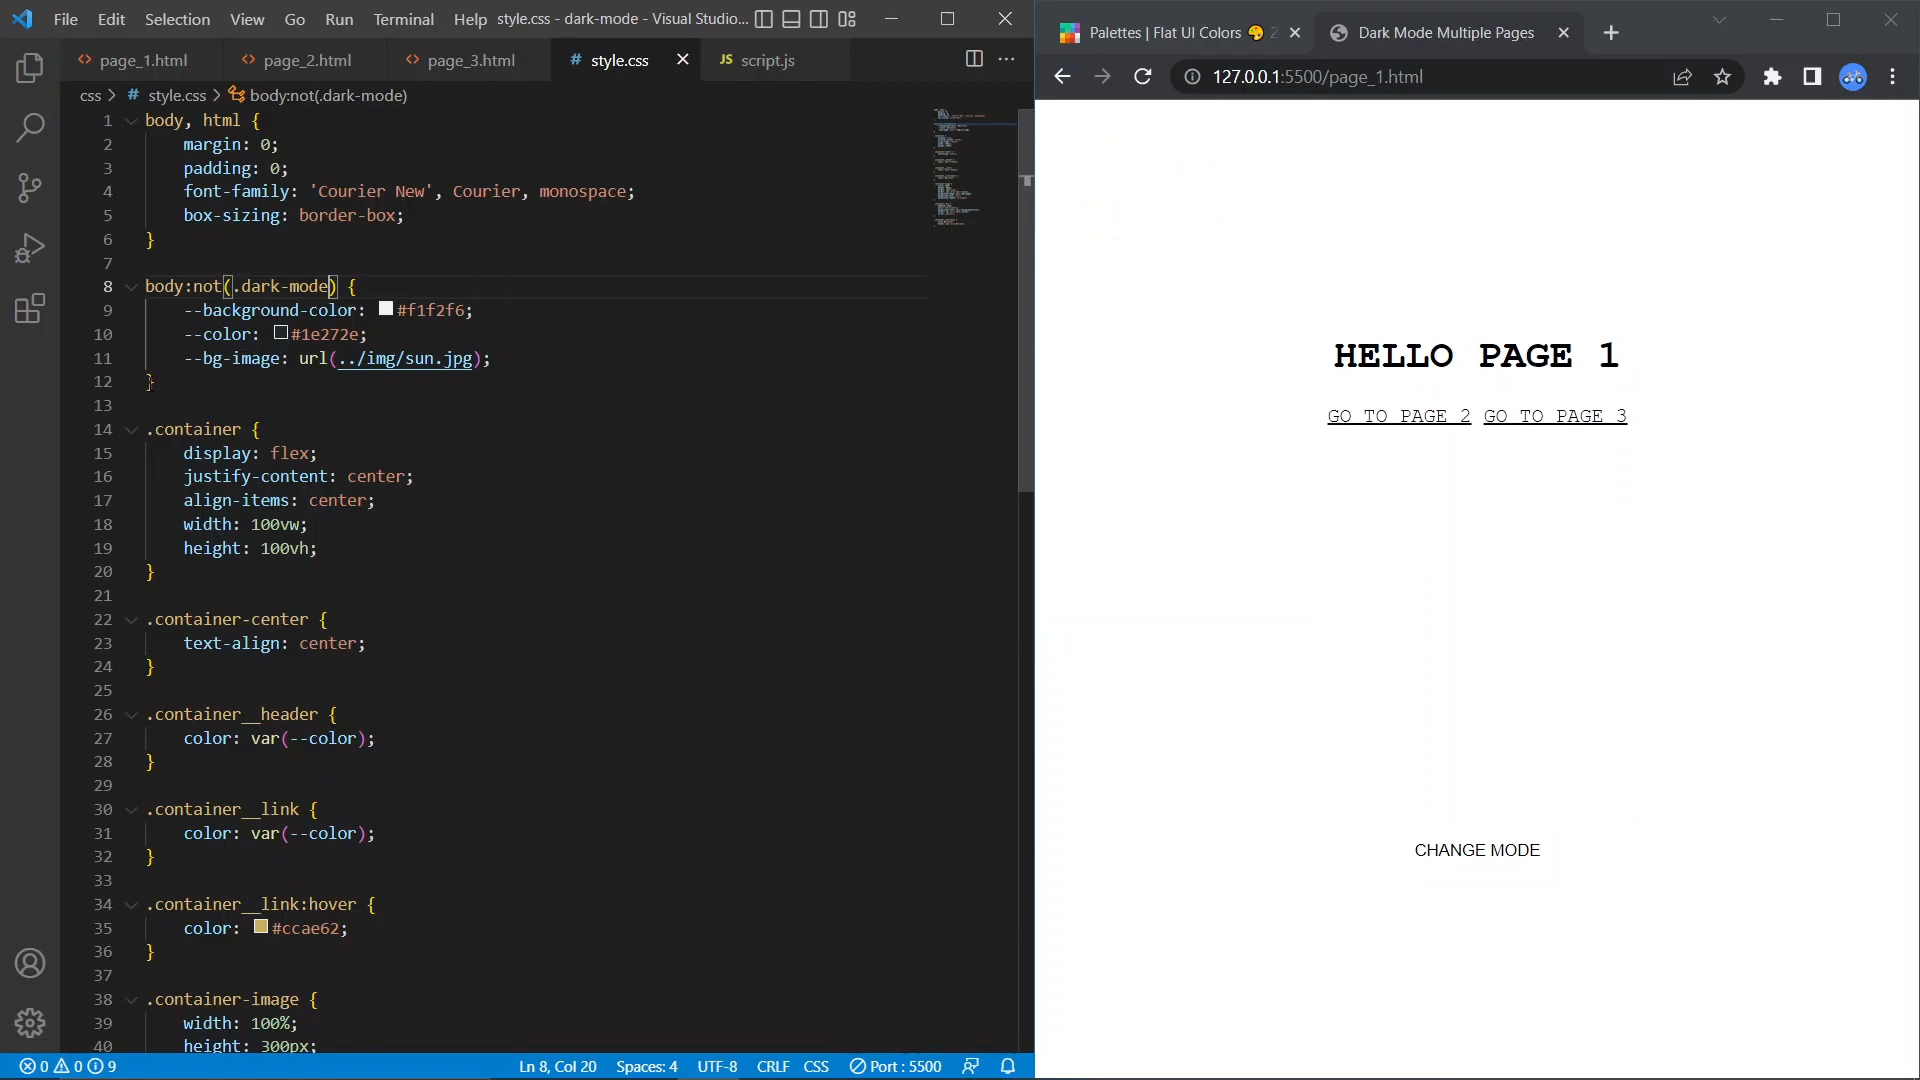 File Edit Selection View Go Run Terminal Help style.css - dark-mode - Visual Studio...
page_1.html page_2.html page_3.html # style.css JS script.js
css > # style.css > body:not(.dark-mode)
1 body, html {
2 margin: 0;
3 padding: 0;
4 font-family: 'Courier New', Courier, monospace;
5 box-sizing: border-box;
6 }
7
8 body:not(.dark-mode) {
9 --background-color: #f1f2f6;
10 --color: #1e272e;
11 --bg-image: url(../img/sun.jpg);
12 }
13
14 .container {
15 display: flex;
16 justify-content: center;
17 align-items: center;
18 width: 100vw;
19 height: 100vh;
20 }
21
22 .container-center {
23 text-align: center;
24 }
25
26 .container__header {
27 color: var(--color);
28 }
29
30 .container__link {
31 color: var(--color);
32 }
33
34 .container__link:hover {
35 color: #ccae62;
36 }
37
38 .container-image {
39 width: 100%;
40 height: 300px;
0 0 9 Ln 8, Col 20 Spaces: 4 UTF-8 CRLF CSS Port : 5500
Palettes | Flat UI Colors 🎨 2 Dark Mode Multiple Pages
127.0.0.1:5500/page_1.html
HELLO PAGE 1
GO TO PAGE 2 GO TO PAGE 3
CHANGE MODE